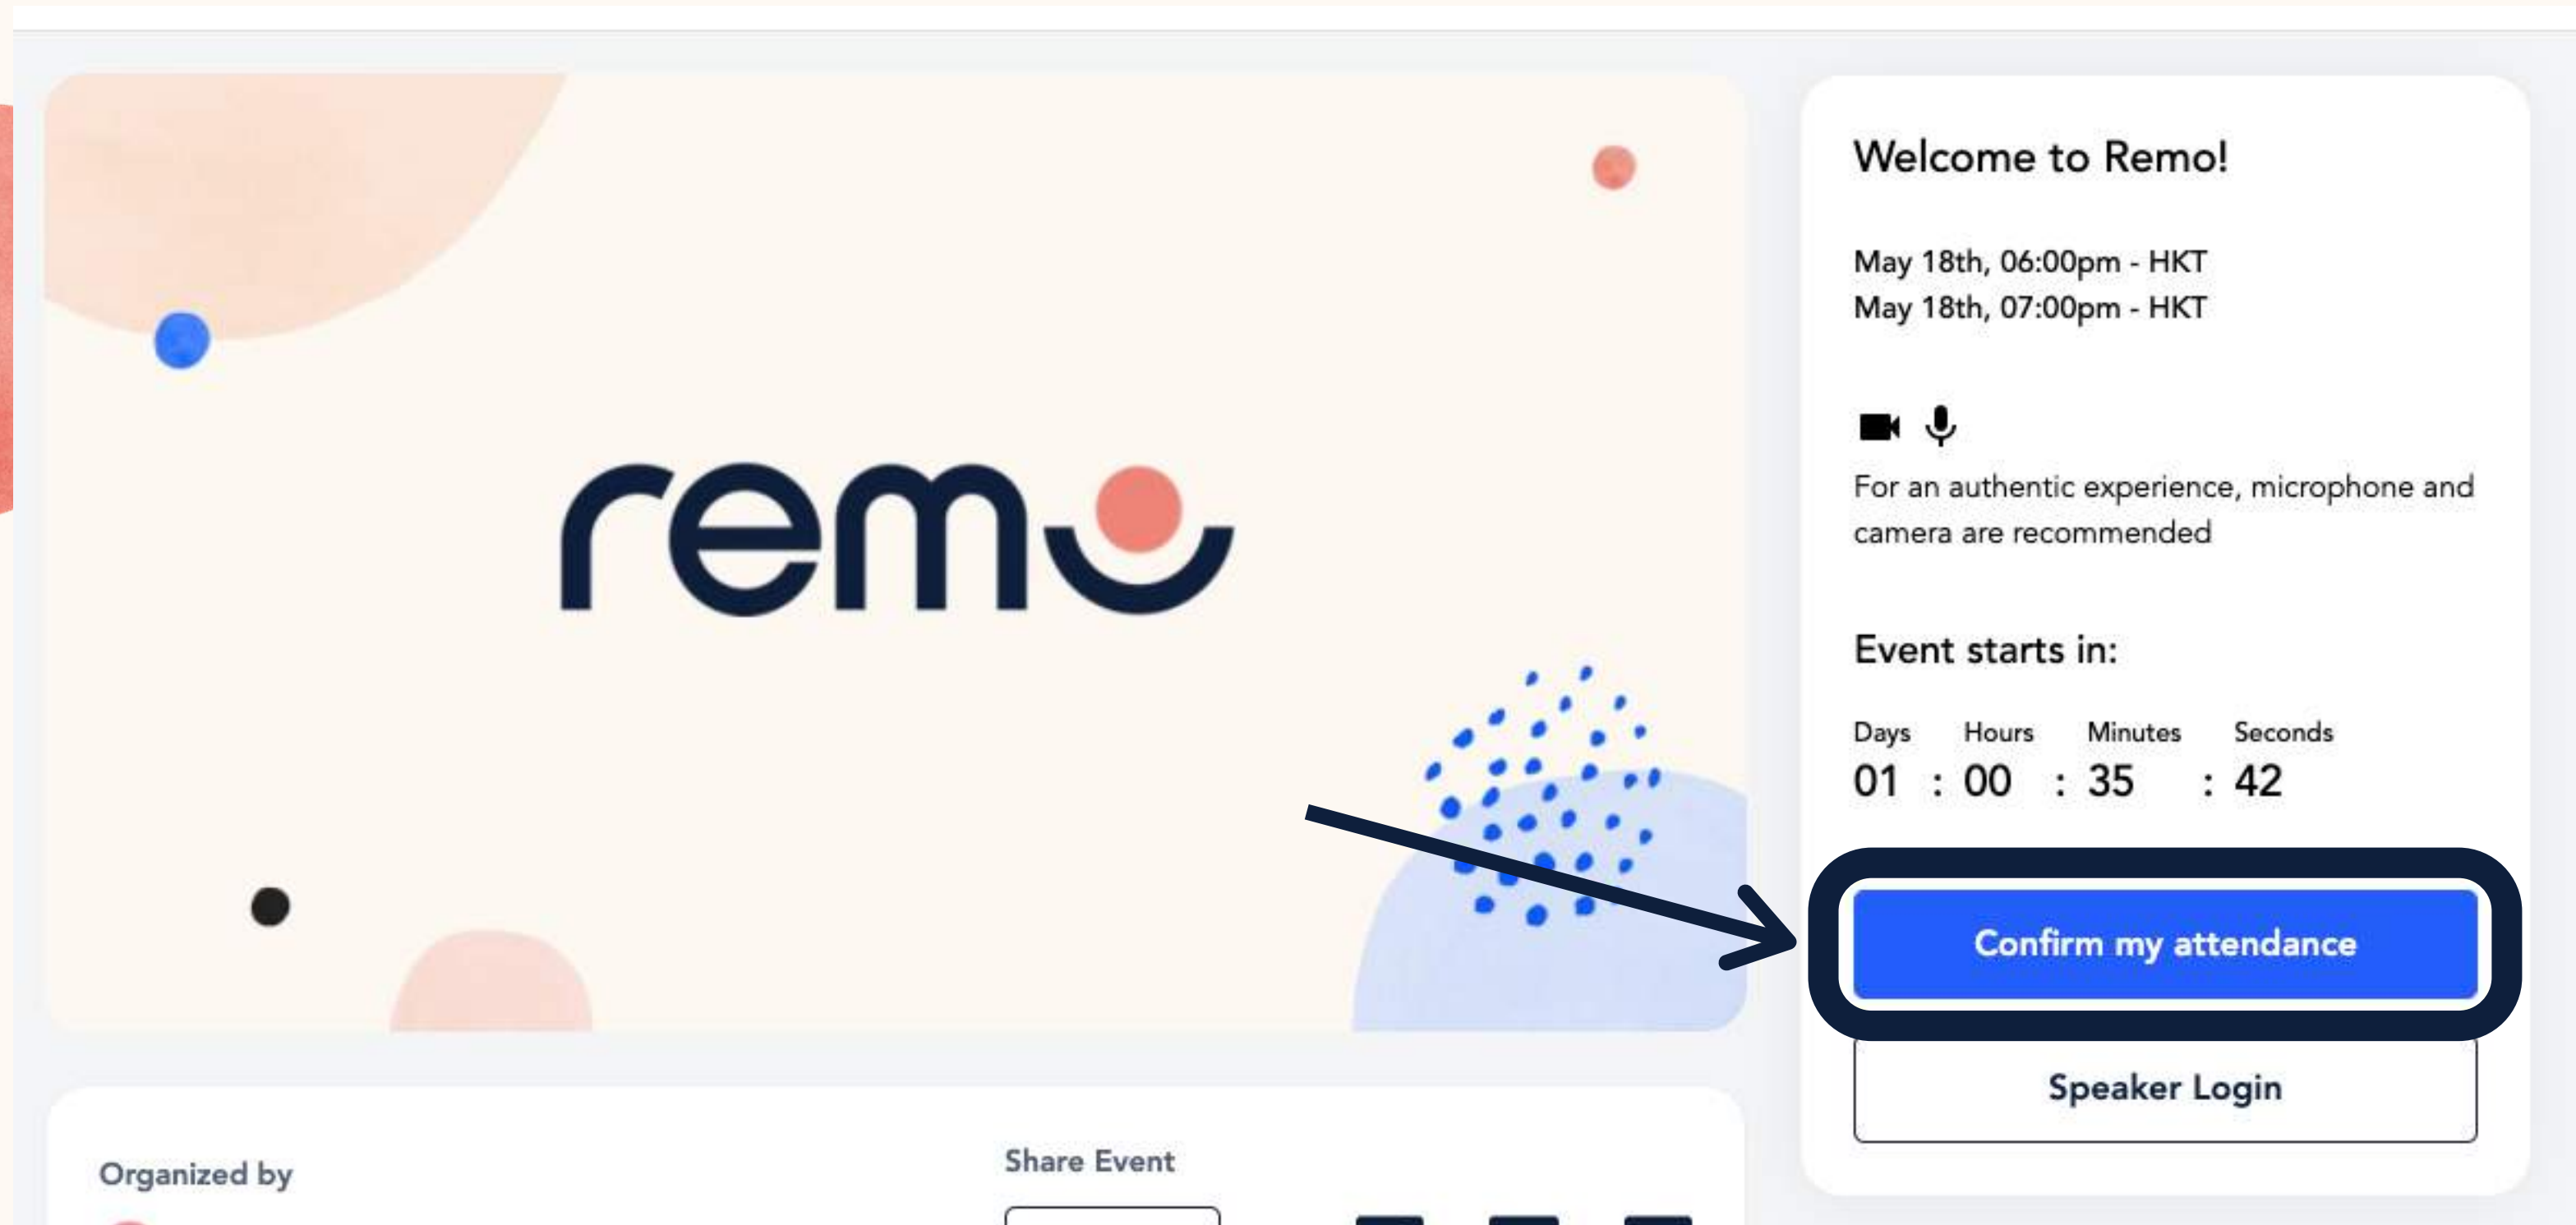 remo
Welcome to Remo!
May 18th, 06:00pm - HKT
May 18th, 07:00pm - HKT
For an authentic experience, microphone and
camera are recommended
Event starts in:
Days Hours Minutes Seconds
01 : 00 : 35 : 42
Confirm my attendance
Speaker Login
Organized by
Share Event